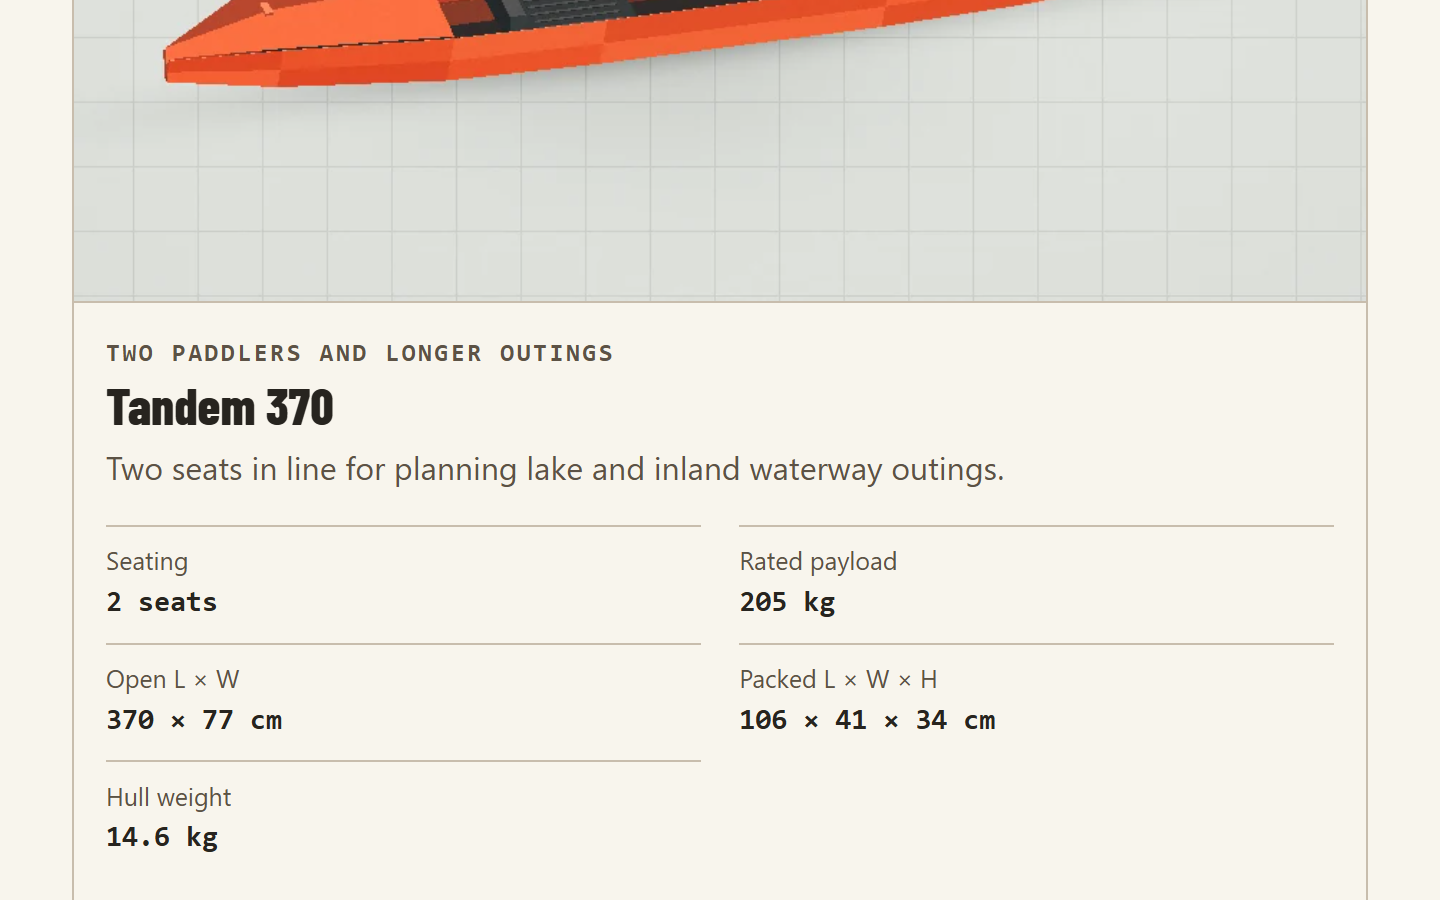 TWO PADDLERS AND LONGER OUTINGS
Tandem 370
Two seats in line for planning lake and inland waterway outings.
Seating
2 seats
Rated payload
205 kg
Open L × W
370 × 77 cm
Packed L × W × H
106 × 41 × 34 cm
Hull weight
14.6 kg